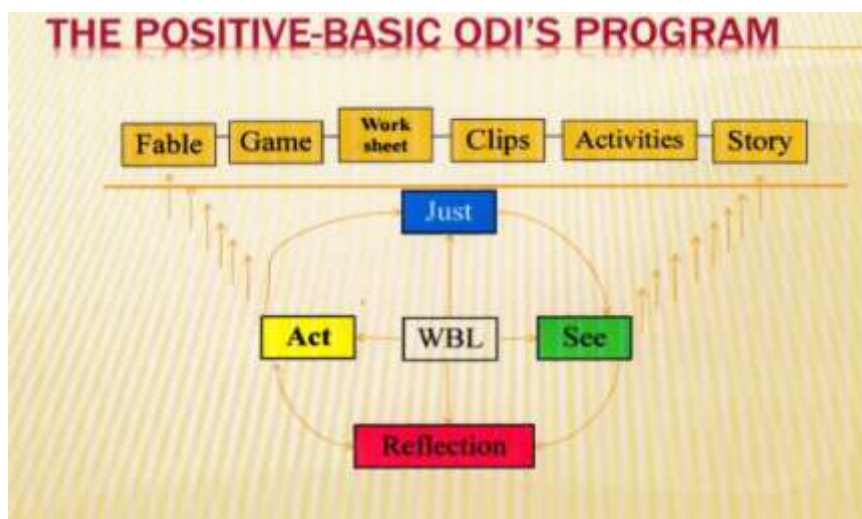 THE POSITIVE-BASIC ODI'S PROGRAM
Fable
Game
Work
sheet
Clips
Activities
Story
Just
Act
WBL
See
Reflection